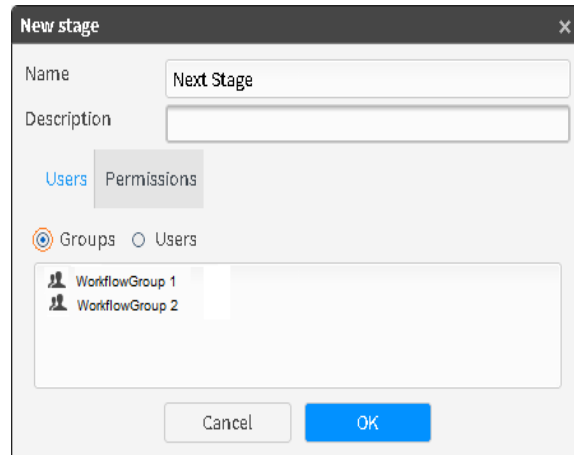 New stage
Name Next Stage
Description
Users Permissions
Groups Users
WorkflowGroup 1
WorkflowGroup 2
Cancel OK